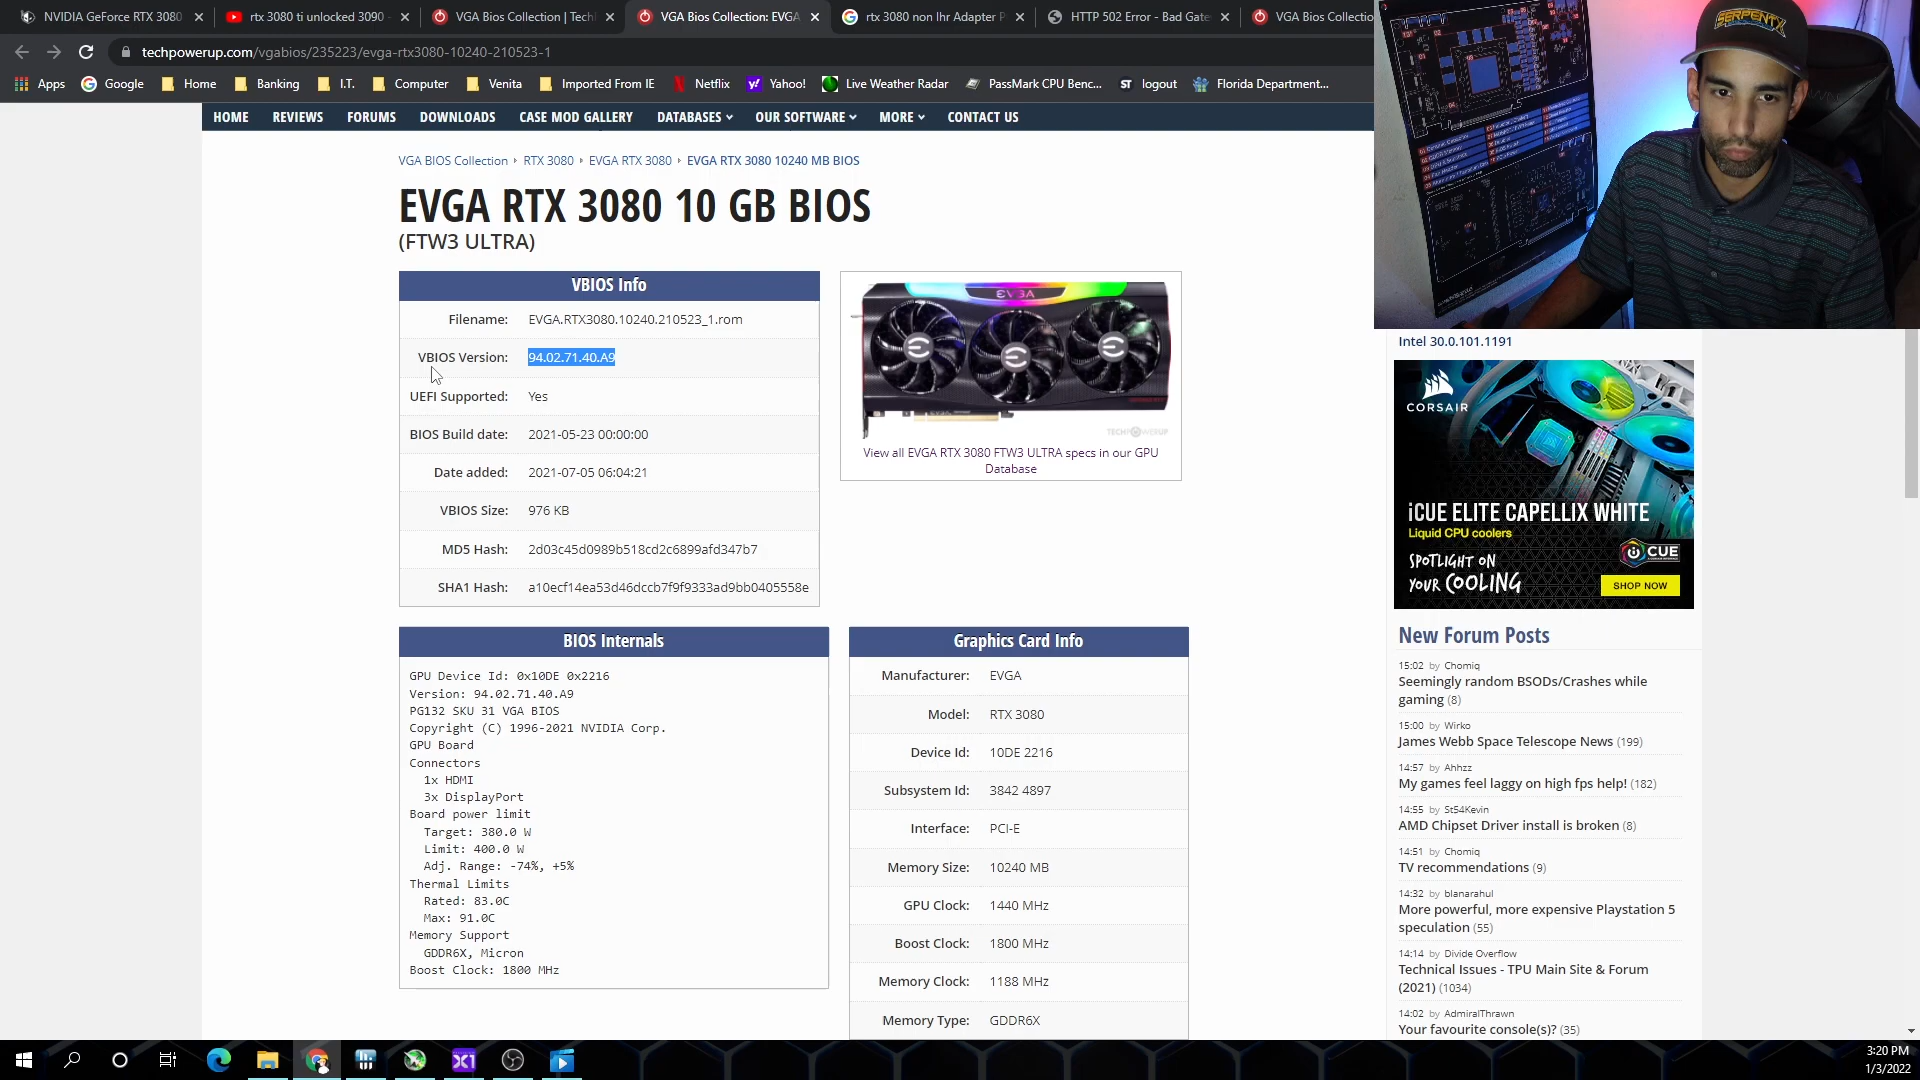 NVIDIA GeForce RTX 3080
rtx 3080 ti unlocked 3090 -
VGA Bios Collection | Tech
VGA Bios Collection: EVGA
rtx 3080 non lhr Adapter P
HTTP 502 Error - Bad Gate
VGA Bios Collectio
techpowerup.com/vgabios/235223/evga-rtx3080-10240-210523-1
Apps
Google
Home
Banking
I.T.
Computer
Venita
Imported From IE
Netflix
Yahoo!
Live Weather Radar
PassMark CPU Benc...
ST logout
Florida Department...
HOME
REVIEWS
FORUMS
DOWNLOADS
CASE MOD GALLERY
DATABASES
OUR SOFTWARE
MORE
CONTACT US
VGA BIOS Collection
RTX 3080
EVGA RTX 3080
EVGA RTX 3080 10240 MB BIOS
EVGA RTX 3080 10 GB BIOS
(FTW3 ULTRA)
VBIOS Info
Filename: EVGA.RTX3080.10240.210523_1.rom
VBIOS Version: 94.02.71.40.A9
UEFI Supported: Yes
BIOS Build date: 2021-05-23 00:00:00
Date added: 2021-07-05 06:04:21
VBIOS Size: 976 KB
MD5 Hash: 2d03c45d0989b518cd2c6899afd347b7
SHA1 Hash: a10ecf14ea53d46dccb7f9f9333ad9bb0405558e
EVGA
TECHPOWERUP
View all EVGA RTX 3080 FTW3 ULTRA specs in our GPU
Database
BIOS Internals
GPU Device Id: 0x10DE 0x2216
Version: 94.02.71.40.A9
PG132 SKU 31 VGA BIOS
Copyright (C) 1996-2021 NVIDIA Corp.
GPU Board
Connectors
1x HDMI
3x DisplayPort
Board power limit
Target: 380.0 W
Limit: 400.0 W
Adj. Range: -74%, +5%
Thermal Limits
Rated: 83.0C
Max: 91.0C
Memory Support
GDDR6X, Micron
Boost Clock: 1800 MHz
Graphics Card Info
Manufacturer: EVGA
Model: RTX 3080
Device Id: 10DE 2216
Subsystem Id: 3842 4897
Interface: PCI-E
Memory Size: 10240 MB
GPU Clock: 1440 MHz
Boost Clock: 1800 MHz
Memory Clock: 1188 MHz
Memory Type: GDDR6X
SERPENTX
Intel 30.0.101.1191
CORSAIR
iCUE ELITE CAPELLIX WHITE
Liquid CPU coolers
SPOTLIGHT ON
YOUR COOLING
iCUE
SHOP NOW
New Forum Posts
15:02 by Chomiq
Seemingly random BSODs/Crashes while
gaming (8)
15:00 by Wirko
James Webb Space Telescope News (199)
14:57 by Ahhzz
My games feel laggy on high fps help! (182)
14:55 by St54Kevin
AMD Chipset Driver install is broken (8)
14:51 by Chomiq
TV recommendations (9)
14:32 by blanarahul
More powerful, more expensive Playstation 5
speculation (55)
14:14 by Divide Overflow
Technical Issues - TPU Main Site & Forum
(2021) (1034)
14:02 by AdmiralThrawn
Your favourite console(s)? (35)
3:20 PM
1/3/2022